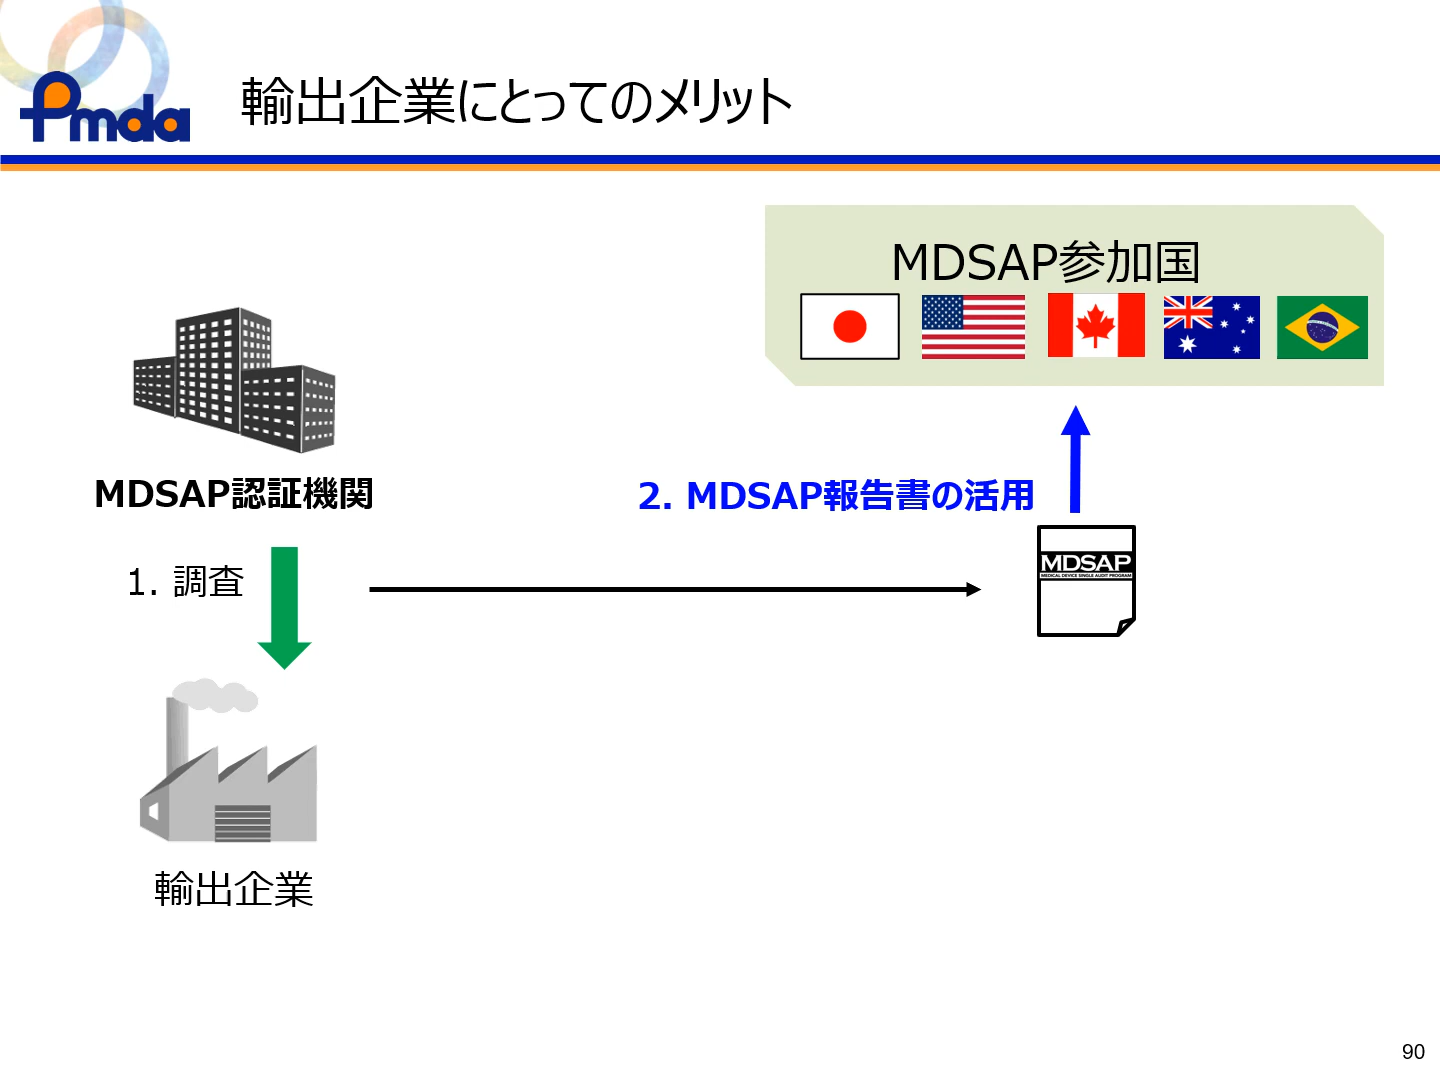 Pmda
輸出企業にとってのメリット
MDSAP参加国
MDSAP認証機関
2. MDSAP報告書の活用
1. 調査
MDSAP
MEDICAL DEVICE SINGLE AUDIT PROGRAM
輸出企業
90